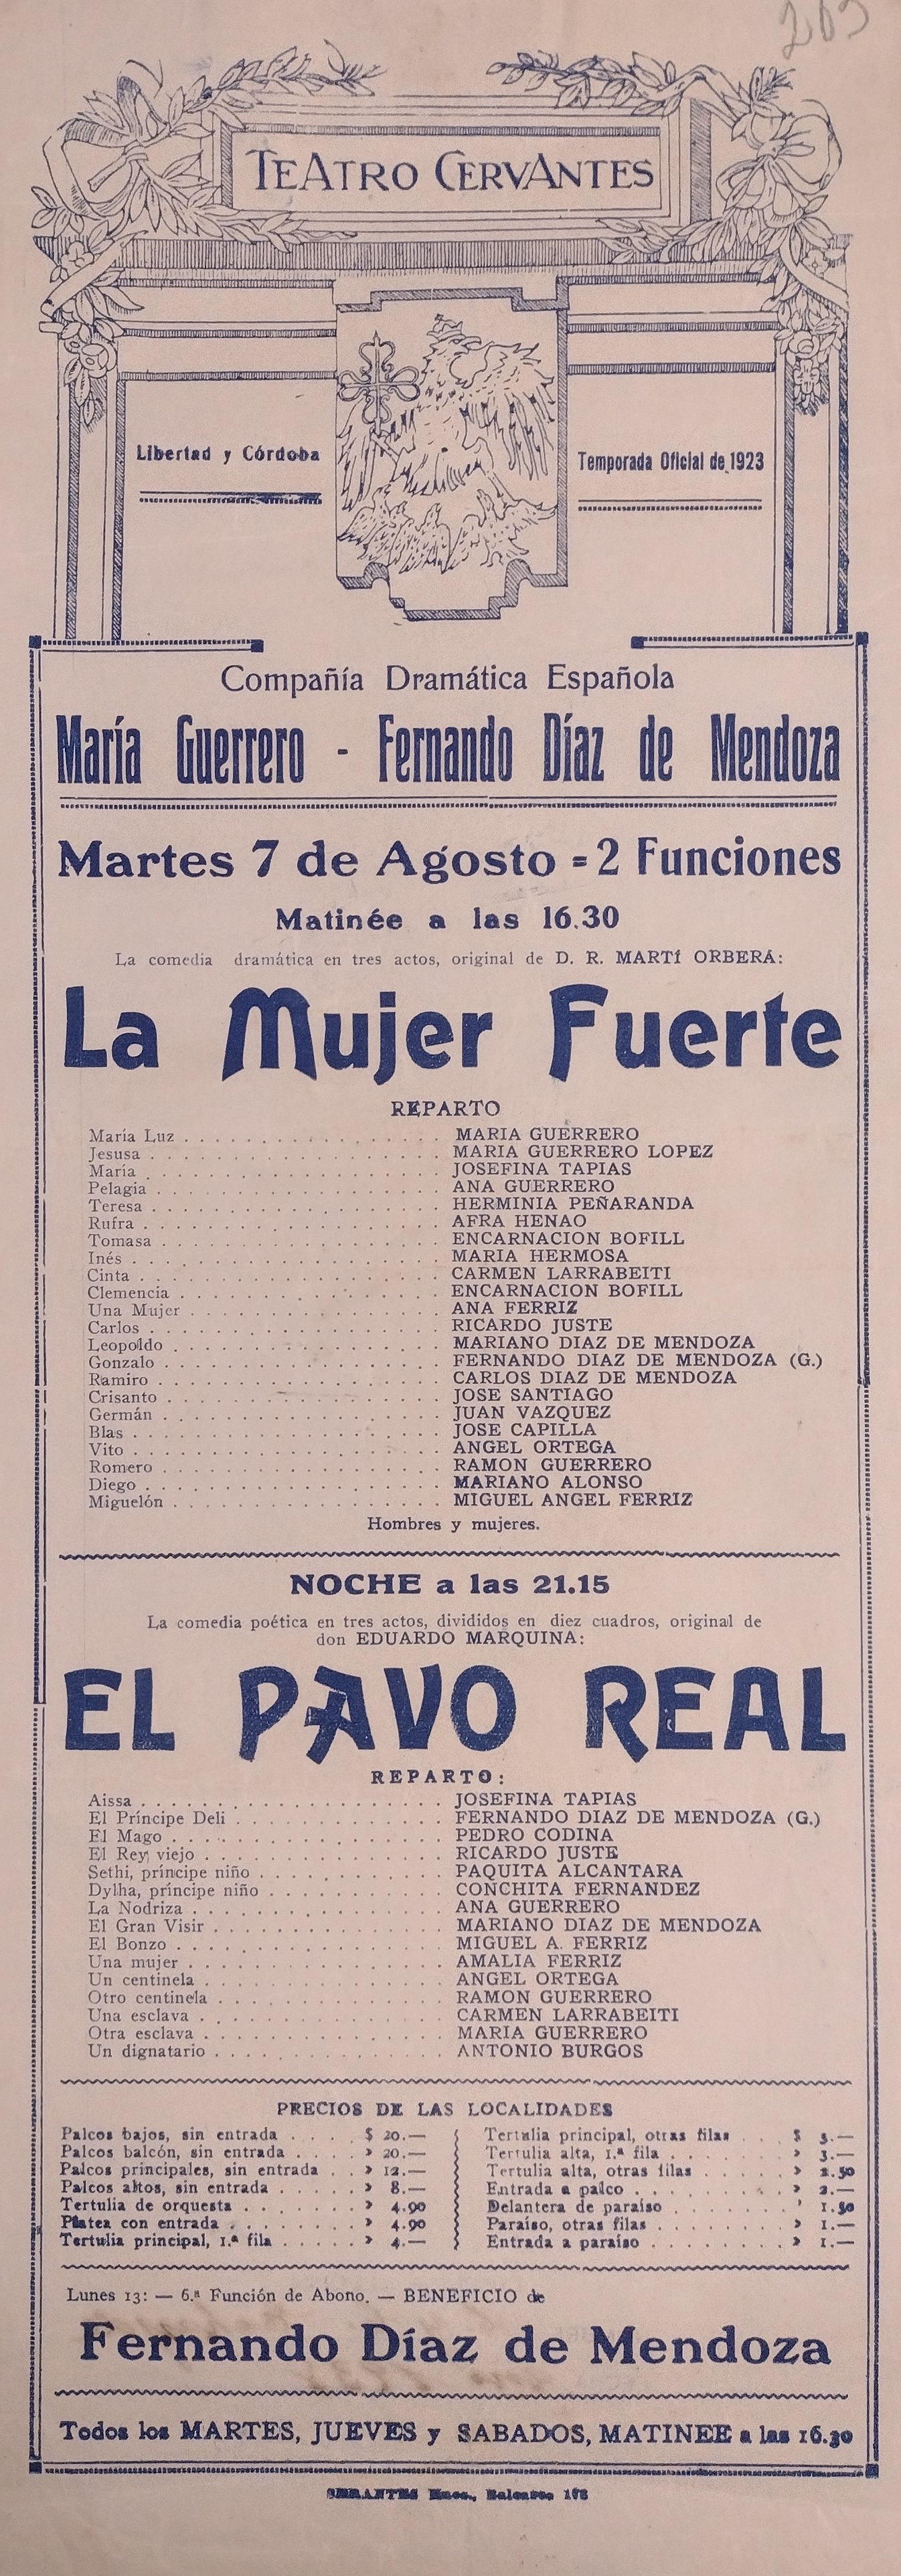 203
TEATRO CERVANTES
Libertad y Córdoba
Temporada Oficial de 1923
Compañía Dramática Española
María Guerrero - Fernando Díaz de Mendoza
Martes 7 de Agosto = 2 Funciones
Matinée a las 16.30
La comedia dramática en tres actos, original de D. R. MARTÍ ORBERÁ:
La Mujer Fuerte
REPARTO
María Luz . . . . . . . . . . . . . . . . MARIA GUERRERO
Jesusa . . . . . . . . . . . . . . . . MARIA GUERRERO LOPEZ
María . . . . . . . . . . . . . . . . JOSEFINA TAPIAS
Pelagia . . . . . . . . . . . . . . . . ANA GUERRERO
Teresa . . . . . . . . . . . . . . . . HERMINIA PEÑARANDA
Rufra . . . . . . . . . . . . . . . . AFRA HENAO
Tomasa . . . . . . . . . . . . . . . . ENCARNACION BOFILL
Inés . . . . . . . . . . . . . . . . MARIA HERMOSA
Cinta . . . . . . . . . . . . . . . . CARMEN LARRABEITI
Clemencia . . . . . . . . . . . . . . . . ENCARNACION BOFILL
Una Mujer . . . . . . . . . . . . . . . . ANA FERRIZ
Carlos . . . . . . . . . . . . . . . . RICARDO JUSTE
Leopoldo . . . . . . . . . . . . . . . . MARIANO DIAZ DE MENDOZA
Gonzalo . . . . . . . . . . . . . . . . FERNANDO DIAZ DE MENDOZA (G.)
Ramiro . . . . . . . . . . . . . . . . CARLOS DIAZ DE MENDOZA
Crisanto . . . . . . . . . . . . . . . . JOSE SANTIAGO
Germán . . . . . . . . . . . . . . . . JUAN VAZQUEZ
Blas . . . . . . . . . . . . . . . . JOSE CAPILLA
Vito . . . . . . . . . . . . . . . . ANGEL ORTEGA
Romero . . . . . . . . . . . . . . . . RAMON GUERRERO
Diego . . . . . . . . . . . . . . . . MARIANO ALONSO
Miguelón . . . . . . . . . . . . . . . . MIGUEL ANGEL FERRIZ
Hombres y mujeres.
NOCHE a las 21.15
La comedia poética en tres actos, divididos en diez cuadros, original de
don EDUARDO MARQUINA:
EL PAVO REAL
REPARTO:
Aissa . . . . . . . . . . . . . . . . JOSEFINA TAPIAS
El Príncipe Deli . . . . . . . . . . . . FERNANDO DIAZ DE MENDOZA (G.)
El Mago . . . . . . . . . . . . . . . . PEDRO CODINA
El Rey viejo . . . . . . . . . . . . . . RICARDO JUSTE
Sethi, príncipe niño . . . . . . . . . . PAQUITA ALCANTARA
Dylha, príncipe niño . . . . . . . . . . CONCHITA FERNANDEZ
La Nodriza . . . . . . . . . . . . . . . ANA GUERRERO
El Gran Visir . . . . . . . . . . . . . MARIANO DIAZ DE MENDOZA
El Bonzo . . . . . . . . . . . . . . . . MIGUEL A. FERRIZ
Una mujer . . . . . . . . . . . . . . . AMALIA FERRIZ
Un centinela . . . . . . . . . . . . . . ANGEL ORTEGA
Otro centinela . . . . . . . . . . . . . RAMON GUERRERO
Una esclava . . . . . . . . . . . . . . CARMEN LARRABEITI
Otra esclava . . . . . . . . . . . . . . MARIA GUERRERO
Un dignatario . . . . . . . . . . . . . ANTONIO BURGOS
PRECIOS DE LAS LOCALIDADES
Palcos bajos, sin entrada . . . . $ 20.—
Palcos balcón, sin entrada . . . . » 20.—
Palcos principales, sin entrada . . » 12.—
Palcos altos, sin entrada . . . . . » 8.—
Tertulia de orquesta . . . . . . . » 4.90
Platea con entrada . . . . . . . . » 4.90
Tertulia principal, 1.ª fila . . . . . » 4.—
Tertulia principal, otras filas . . . $ 3.—
Tertulia alta, 1.ª fila . . . . . . . » 3.—
Tertulia alta, otras filas . . . . . » 2.50
Entrada a palco . . . . . . . . . » 2.—
Delantera de paraíso . . . . . . . ' 1.50
Paraíso, otras filas . . . . . . . . » 1.—
Entrada a paraíso . . . . . . . . » 1.—
Lunes 13: — 6.ª Función de Abono. — BENEFICIO de
Fernando Díaz de Mendoza
Todos los MARTES, JUEVES y SABADOS, MATINEE a las 16.30
Hnos., Balcarce